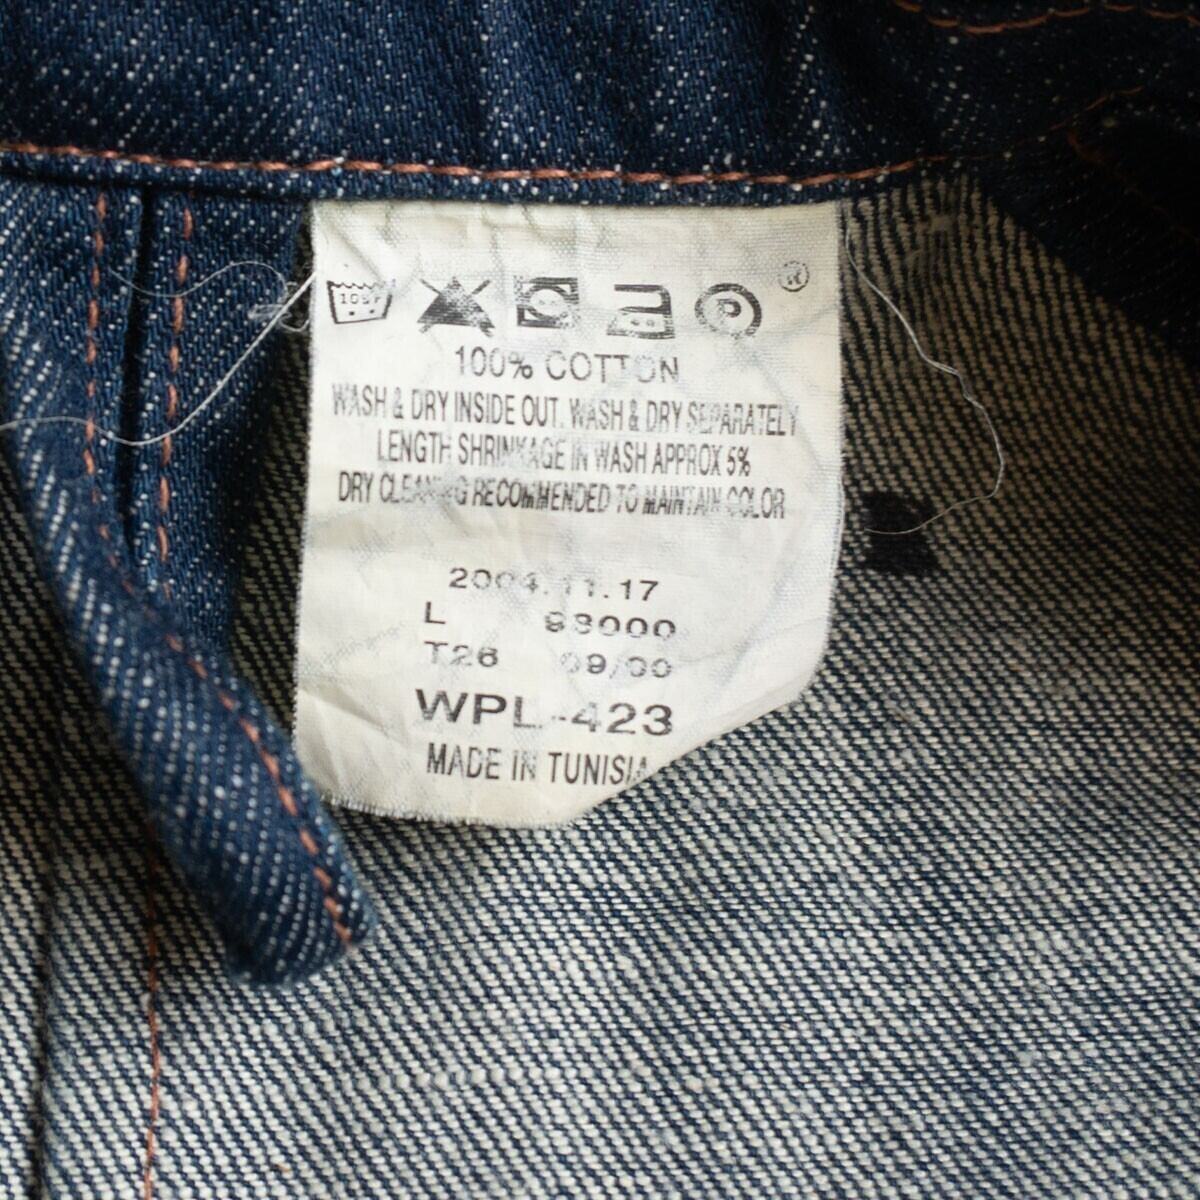 105F
P
100% COTTON
WASH & DRY INSIDE OUT. WASH & DRY SEPARATELY
LENGTH SHRINKAGE IN WASH APPROX 5%
DRY CLEANING RECOMMENDED TO MAINTAIN COLOR
2004.11.17
L 98000
T26 09/00
WPL-423
MADE IN TUNISIA